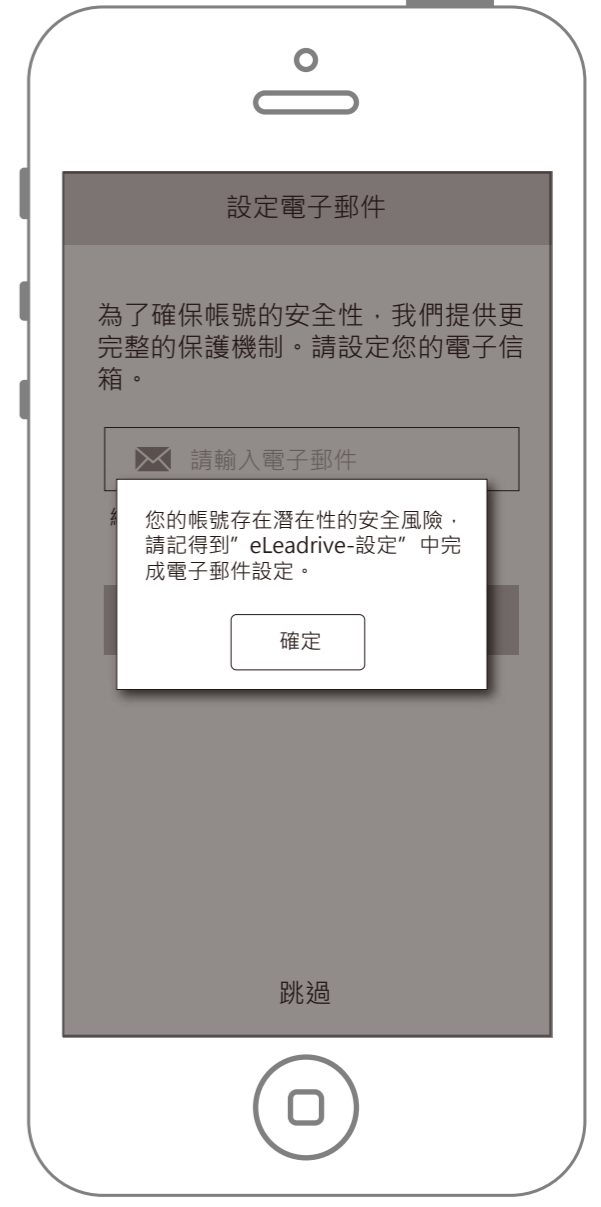 設定電子郵件
為了確保帳號的安全性，我們提供更
完整的保護機制。請設定您的電子信
箱。
請輸入電子郵件
您的帳號存在潛在性的安全風險，
請記得到”eLeadrive-設定”中完
成電子郵件設定。
確定
跳過